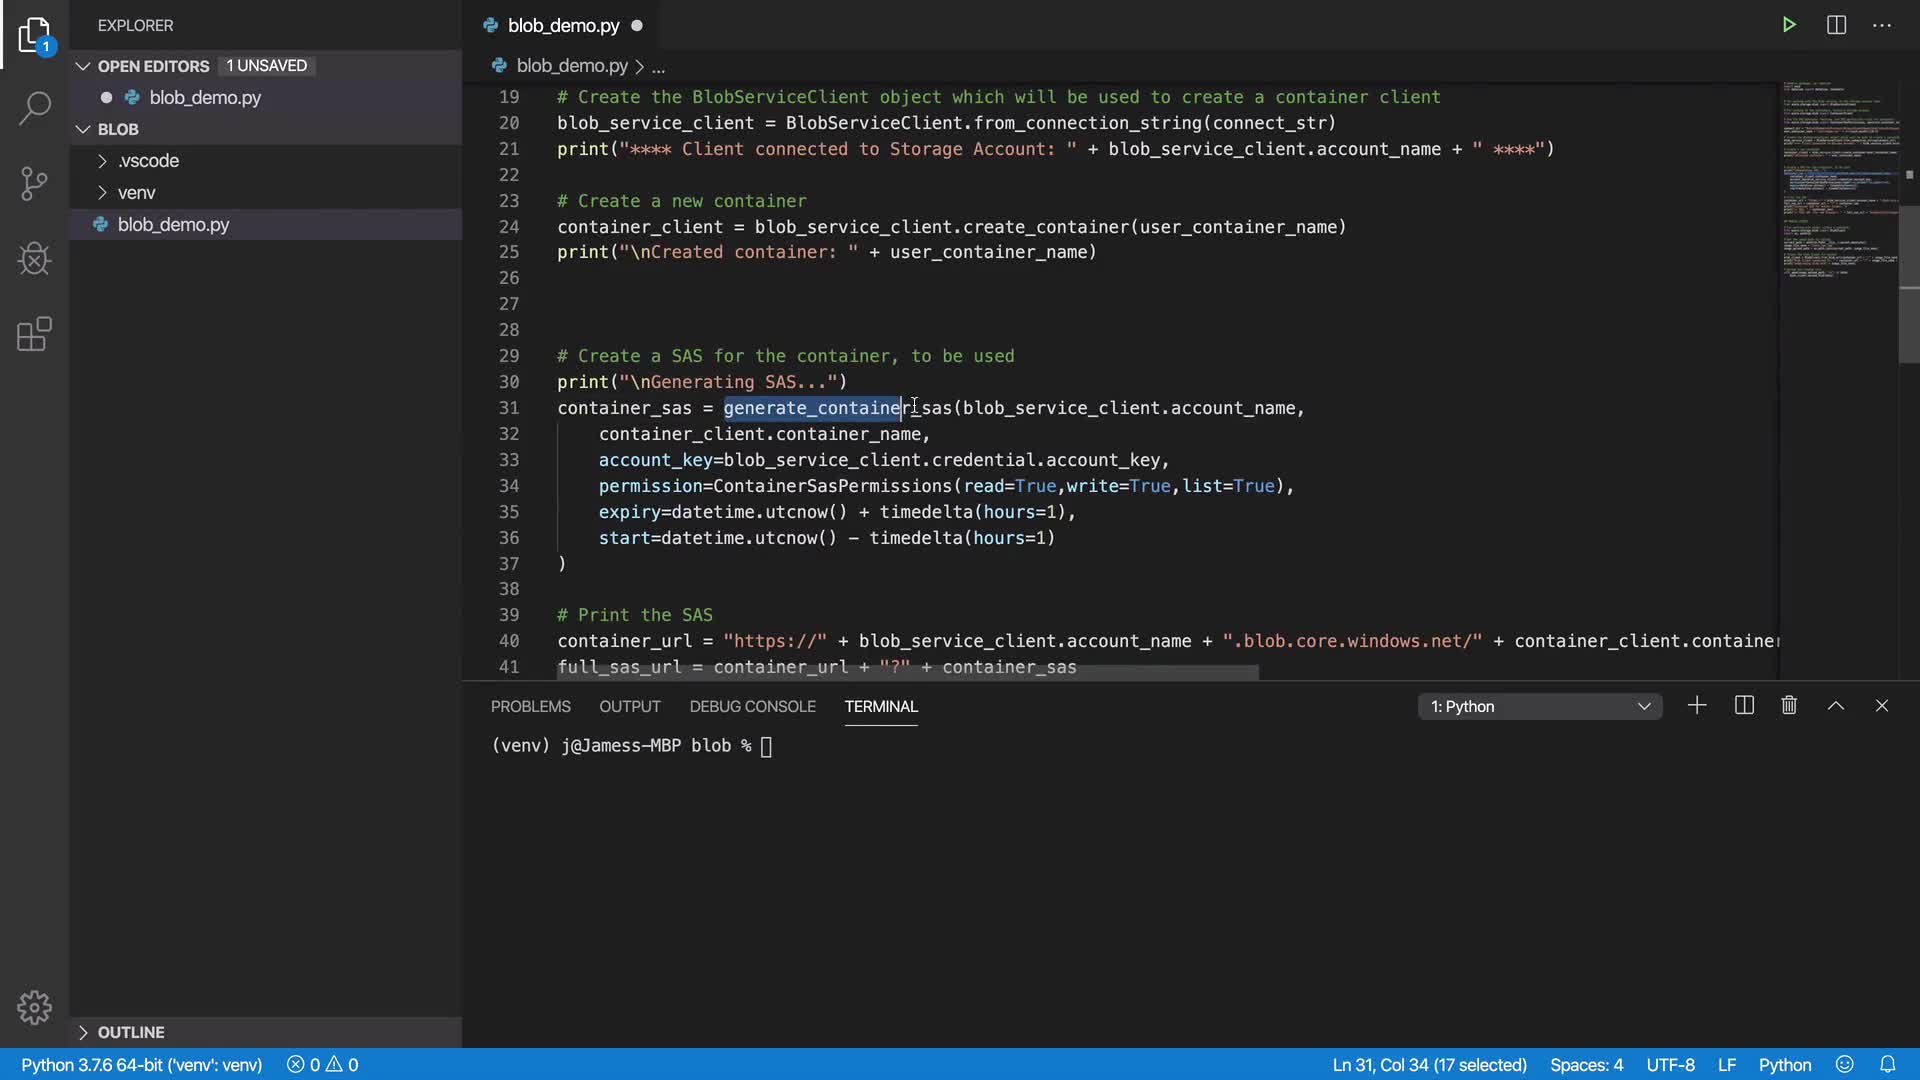 EXPLORER
OPEN EDITORS 1 UNSAVED
blob_demo.py
BLOB
.vscode
venv
blob_demo.py
OUTLINE
1
blob_demo.py
blob_demo.py > ...
19 # Create the BlobServiceClient object which will be used to create a container client
20 blob_service_client = BlobServiceClient.from_connection_string(connect_str)
21 print("**** Client connected to Storage Account: " + blob_service_client.account_name + " ****")
22
23 # Create a new container
24 container_client = blob_service_client.create_container(user_container_name)
25 print("\nCreated container: " + user_container_name)
26
27
28
29 # Create a SAS for the container, to be used
30 print("\nGenerating SAS...")
31 container_sas = generate_container_sas(blob_service_client.account_name,
32 container_client.container_name,
33 account_key=blob_service_client.credential.account_key,
34 permission=ContainerSasPermissions(read=True,write=True,list=True),
35 expiry=datetime.utcnow() + timedelta(hours=1),
36 start=datetime.utcnow() - timedelta(hours=1)
37 )
38
39 # Print the SAS
40 container_url = "https://" + blob_service_client.account_name + ".blob.core.windows.net/" + container_client.container
41 full_sas_url = container_url + "?" + container_sas
PROBLEMS OUTPUT DEBUG CONSOLE TERMINAL 1: Python
(venv) j@Jamess-MBP blob %
Python 3.7.6 64-bit ('venv': venv) 0 0 Ln 31, Col 34 (17 selected) Spaces: 4 UTF-8 LF Python